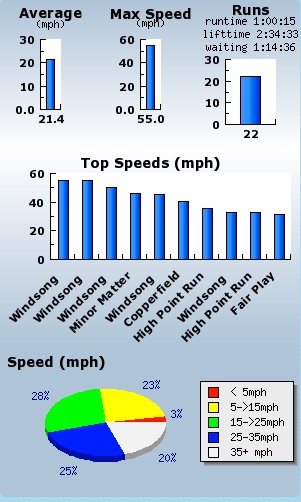 Average
(mph)
30
20
10
0.0
21.4
Max Speed
(mph)
60
40
20
0.0
55.0
Runs
runtime 1:00:15
lifttime 2:34:33
waiting 1:14:36
30
20
10
0
22
Top Speeds (mph)
60
40
20
0
Windsong
Windsong
Windsong
Minor Matter
Windsong
Copperfield
High Point Run
Windsong
High Point Run
Fair Play
Speed (mph)
23%
28%
3%
25%
20%
< 5mph
5->15mph
15->25mph
25-35mph
35+ mph